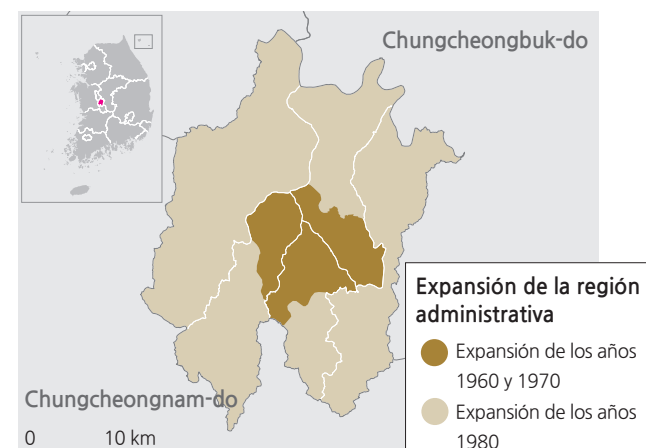 Chungcheongbuk-do
Expansión de la región
administrativa
Expansión de los años
1960 y 1970
Expansión de los años
1980
Chungcheongnam-do
0 10 km